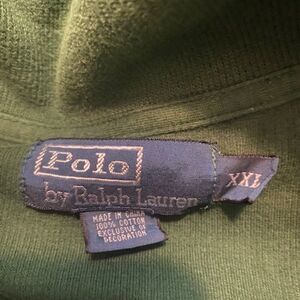 Polo
by Ralph Lauren
XXL
MADE IN CHINA
100% COTTON
EXCLUSIVE OF
DECORATION